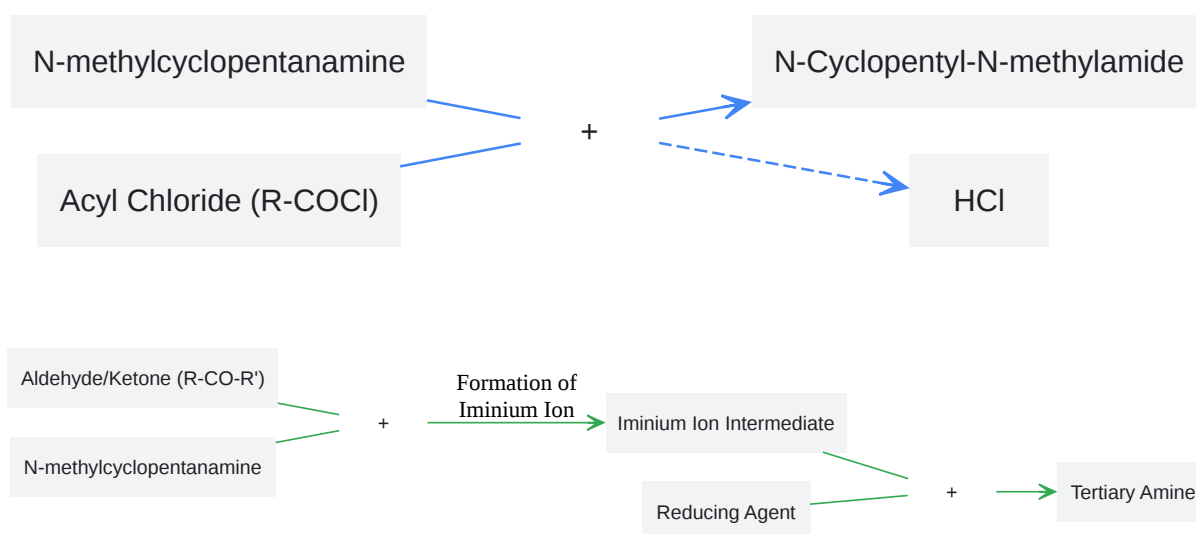 N-methylcyclopentanamine
N-Cyclopentyl-N-methylamide
+
Acyl Chloride (R-COCl)
HCl
Aldehyde/Ketone (R-CO-R')
Formation of
Iminium Ion
+
Iminium Ion Intermediate
N-methylcyclopentanamine
Reducing Agent
+
Tertiary Amine